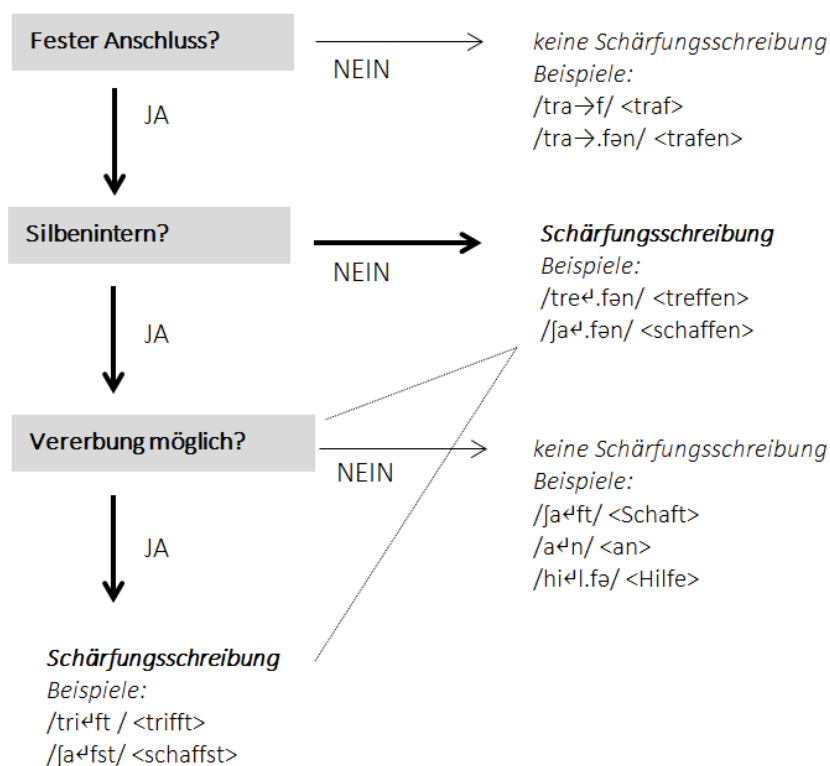 Fester Anschluss?
NEIN
keine Schärfungsschreibung
Beispiele:
/tra→f/ <traf>
/tra→.fən/ <trafen>
JA
Silbenintern?
NEIN
Schärfungsschreibung
Beispiele:
/tre↵.fən/ <treffen>
/ʃa↵.fən/ <schaffen>
JA
Vererbung möglich?
NEIN
keine Schärfungsschreibung
Beispiele:
/ʃa↵ft/ <Schaft>
/a↵n/ <an>
/hi↵l.fə/ <Hilfe>
JA
Schärfungsschreibung
Beispiele:
/tri↵ft / <trifft>
/ʃa↵fst/ <schaffst>